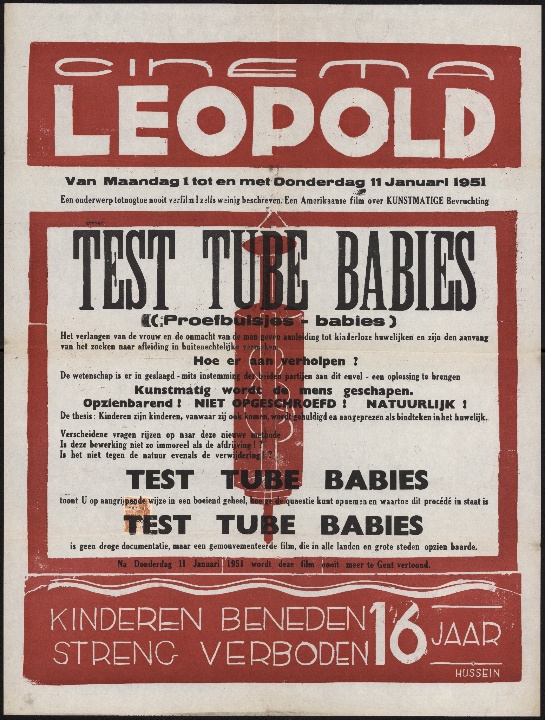 CINEMA
LEOPOLD
Van Maandag 1 tot en met Donderdag 11 Januari 1951
Een onderwerp totnogtoe nooit verfilmd zelfs weinig beschreven. Een Amerikaanse film over KUNSTMATIGE Bevruchting
TEST TUBE BABIES
((:Proefbuisjes - babies)
Het verlangen van de vrouw en de onmacht van de man geven aanleiding tot kinderloze huwelijken en zijn den aanvang
van het zoeken naar afleiding in buitenechtelijke
Hoe er aan verholpen ?
De wetenschap is er in geslaagd - mits instemming der beiden partijen aan dit euvel - een oplossing te brengen
Kunstmatig wordt de mens geschapen.
Opzienbarend ! NIET OPGESCHROEFD ! NATUURLIJK !
De thesis : Kinderen zijn kinderen, vanwaar zij ook komen, wordt gehuldigd en aangeprezen als bindteken in het huwelijk.
Verscheidene vragen rijzen op naar deze nieuwe methode
Is deze bewerking niet zo immoreel als de afdrijving ! ?
Is het niet tegen de natuur evenals de verwijdering ! ?
TEST TUBE BABIES
toont U op aangrijpende wijze in een boeiend geheel, hoe ge de quaestie kunt opnemen en waartoe dit procédé in staat is
TEST TUBE BABIES
is geen droge documentatie, maar een gemouvementeerde film, die in alle landen en grote steden opzien baarde.
Na Donderdag 11 Januari 1951 wordt deze film nooit meer te Gent vertoond.
KINDEREN BENEDEN 16 JAAR
STRENG VERBODEN
HUSSEIN